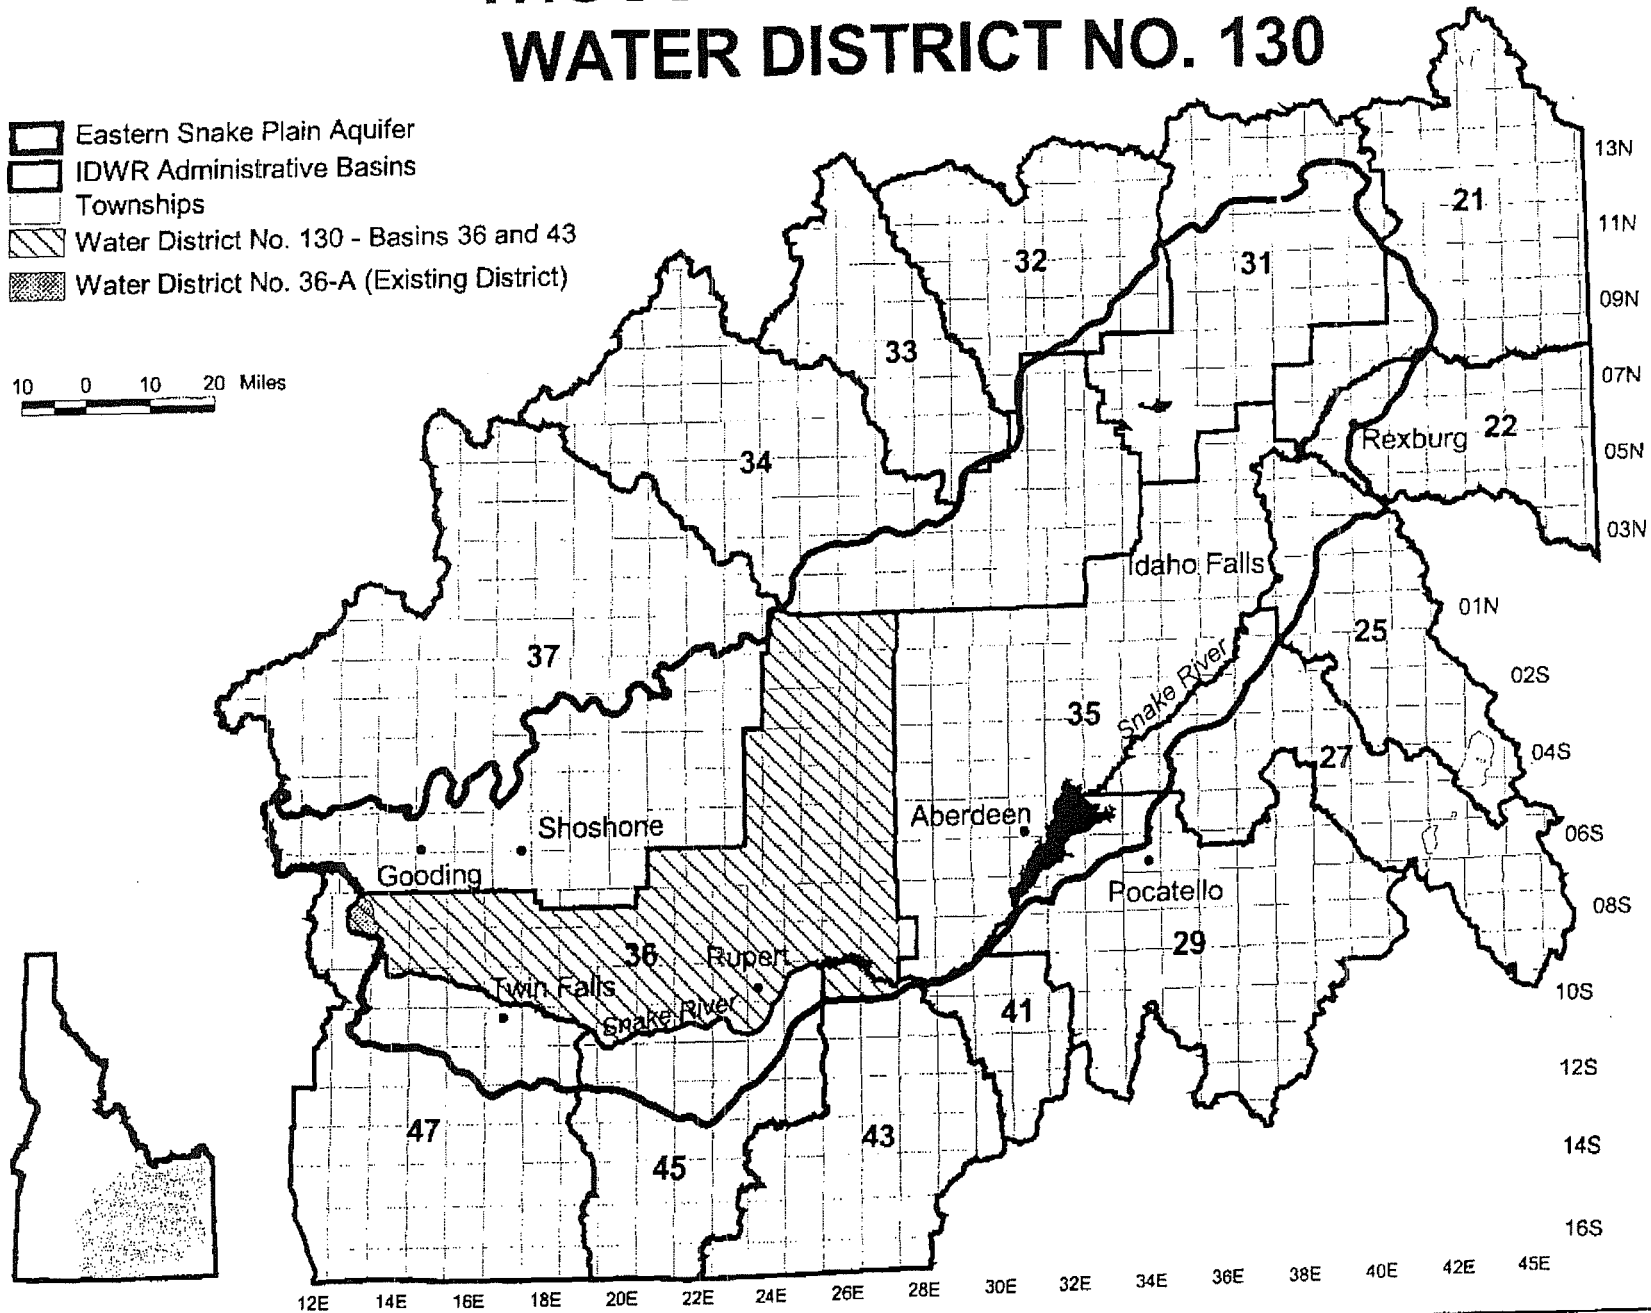 WATER DISTRICT NO. 130
Eastern Snake Plain Aquifer
IDWR Administrative Basins
Townships
Water District No. 130 - Basins 36 and 43
Water District No. 36-A (Existing District)
10 0 10 20 Miles
13N
21
11N
32
31
09N
33
07N
22
Rexburg
34
05N
03N
Idaho Falls
01N
25
37
02S
Snake River
35
04S
27
Aberdeen
Shoshone
06S
Gooding
Pocatello
08S
29
36
Rupert
Twin Falls
10S
Snake River
41
12S
47
43
14S
45
16S
12E 14E 16E 18E 20E 22E 24E 26E 28E 30E 32E 34E 36E 38E 40E 42E 45E